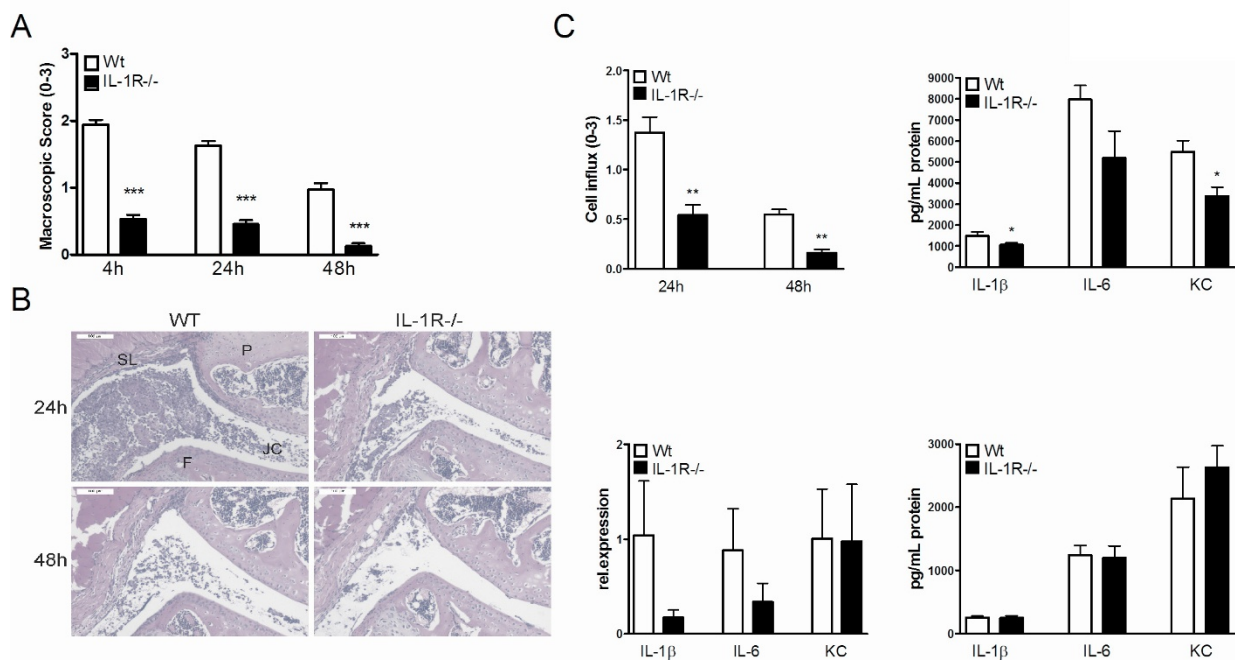 A
Macroscopic Score (0-3)
2
1
0
Wt
IL-1R-/-
***
***
***
4h
24h
48h
B
WT
IL-1R-/-
24h
48h
SL
P
JC
F
C
Cell influx (0-3)
2.0
1.5
1.0
0.5
0.0
Wt
IL-1R-/-
**
**
24h
48h
pg/mL protein
9000
8000
7000
6000
5000
4000
3000
2000
1000
0
Wt
IL-1R-/-
*
*
IL-1β
IL-6
KC
rel.expression
2
1
0
Wt
IL-1R-/-
IL-1β
IL-6
KC
pg/mL protein
3000
2000
1000
0
Wt
IL-1R-/-
IL-1β
IL-6
KC